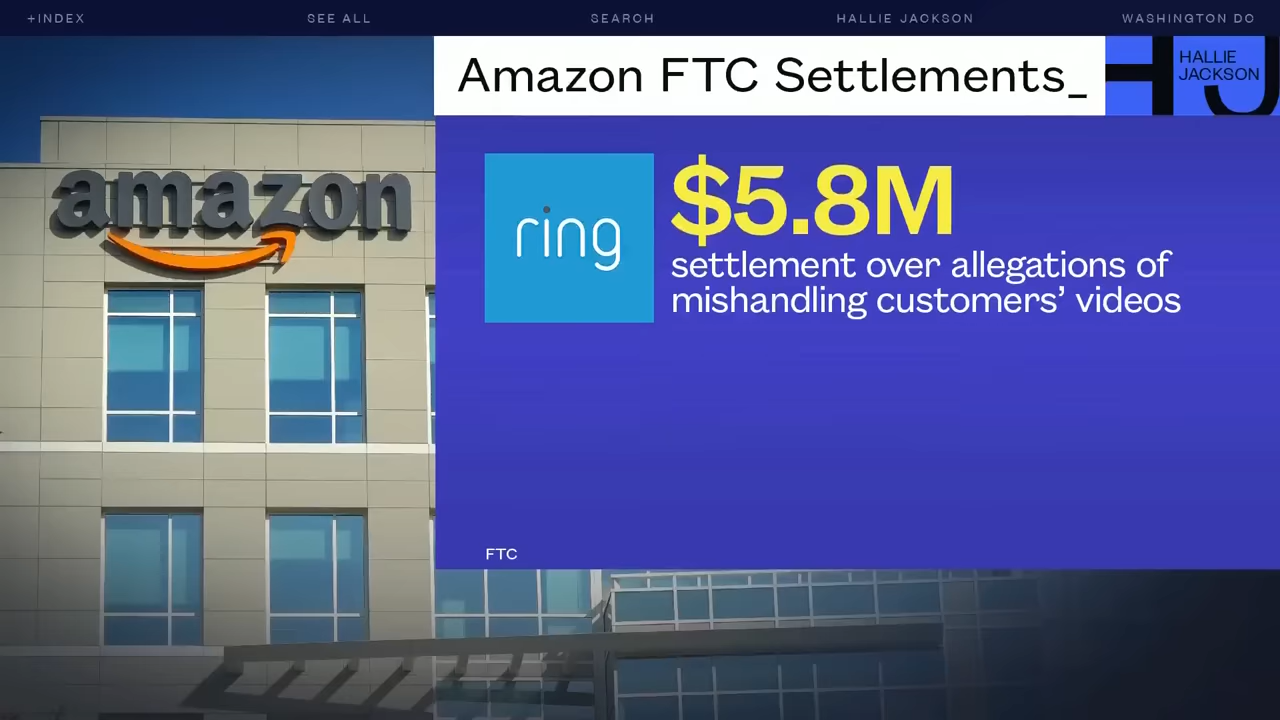 +INDEX
SEE ALL
SEARCH
HALLIE JACKSON
WASHINGTON DC
Amazon FTC Settlements_
HJ
HALLIE
JACKSON
amazon
ring
$5.8M
settlement over allegations of
mishandling customers’ videos
FTC